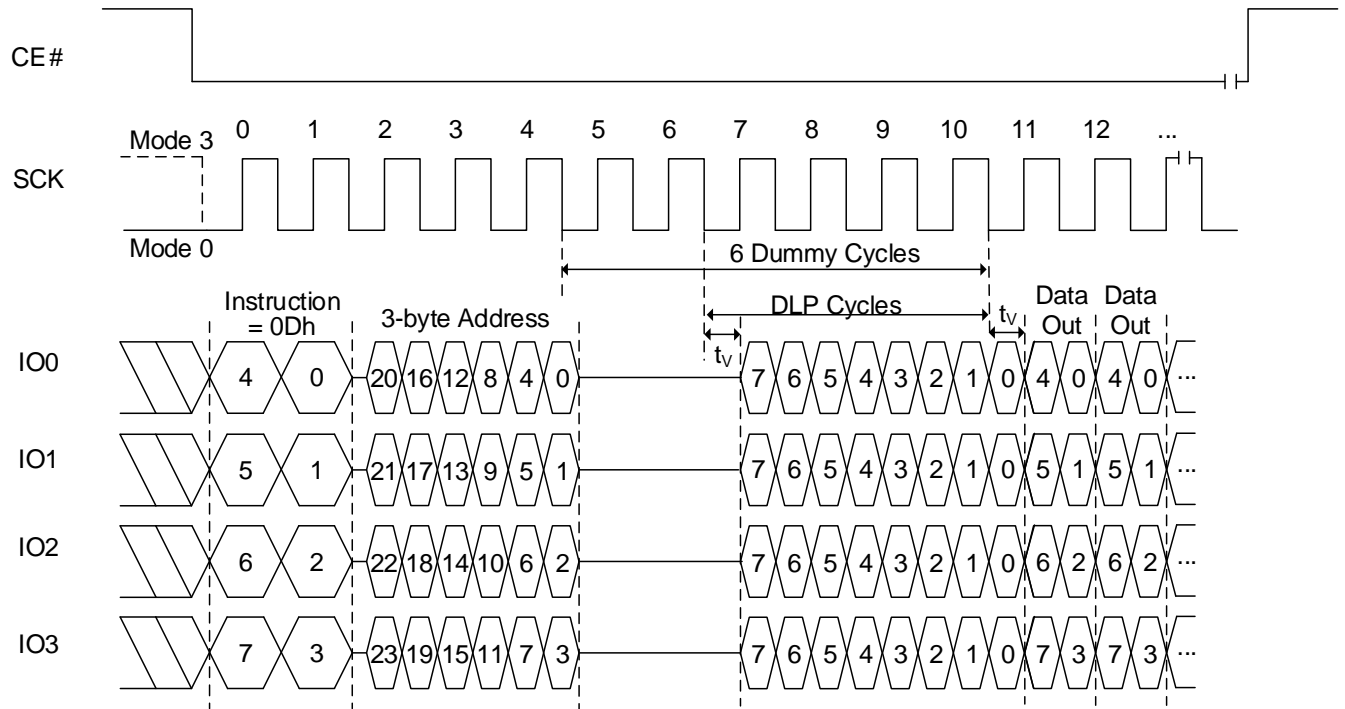 CE#
Mode 3 0 1 2 3 4 5 6 7 8 9 10 11 12 ...
SCK
Mode 0
6 Dummy Cycles
Instruction
= 0Dh
3-byte Address
DLP Cycles
Data
Out
Data
Out
tV
tV
IO0 4 0 20 16 12 8 4 0 7 6 5 4 3 2 1 0 4 0 4 0 ...
IO1 5 1 21 17 13 9 5 1 7 6 5 4 3 2 1 0 5 1 5 1 ...
IO2 6 2 22 18 14 10 6 2 7 6 5 4 3 2 1 0 6 2 6 2 ...
IO3 7 3 23 19 15 11 7 3 7 6 5 4 3 2 1 0 7 3 7 3 ...